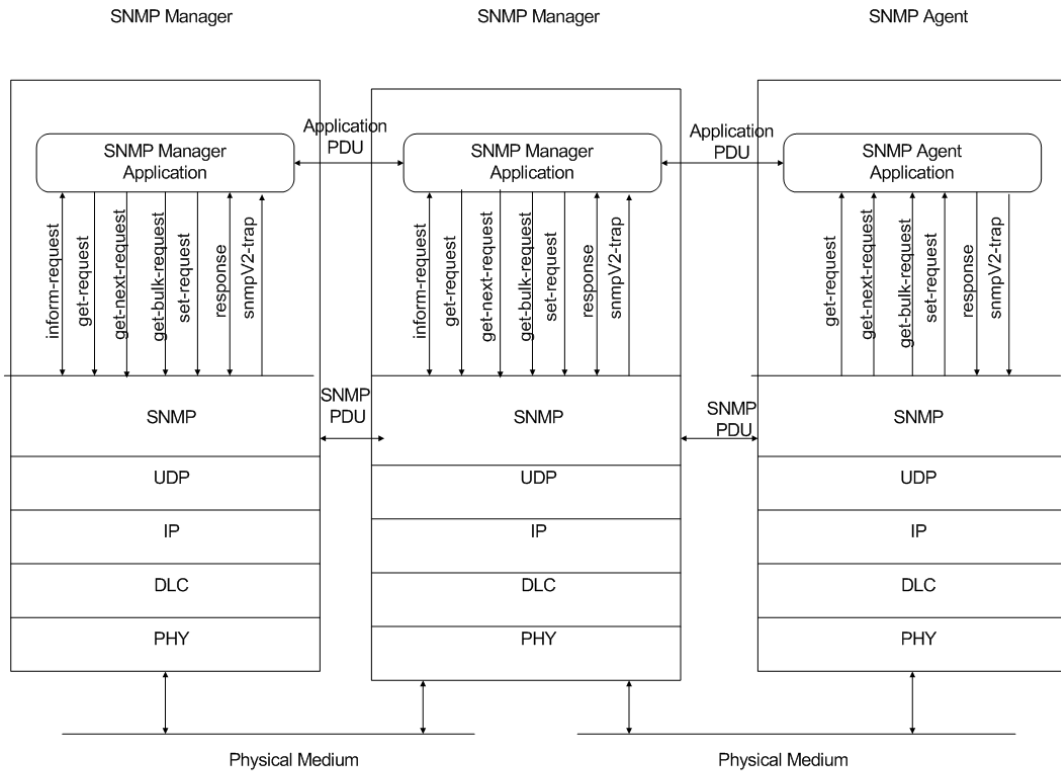 SNMP Manager
SNMP Manager
SNMP Agent
Application
PDU
Application
PDU
SNMP Manager
Application
SNMP Manager
Application
SNMP Agent
Application
inform-request
get-request
get-next-request
get-bulk-request
set-request
response
snmpV2-trap
inform-request
get-request
get-next-request
get-bulk-request
set-request
response
snmpV2-trap
get-request
get-next-request
get-bulk-request
set-request
response
snmpV2-trap
SNMP
PDU
SNMP
PDU
SNMP
SNMP
SNMP
UDP
UDP
UDP
IP
IP
IP
DLC
DLC
DLC
PHY
PHY
PHY
Physical Medium
Physical Medium